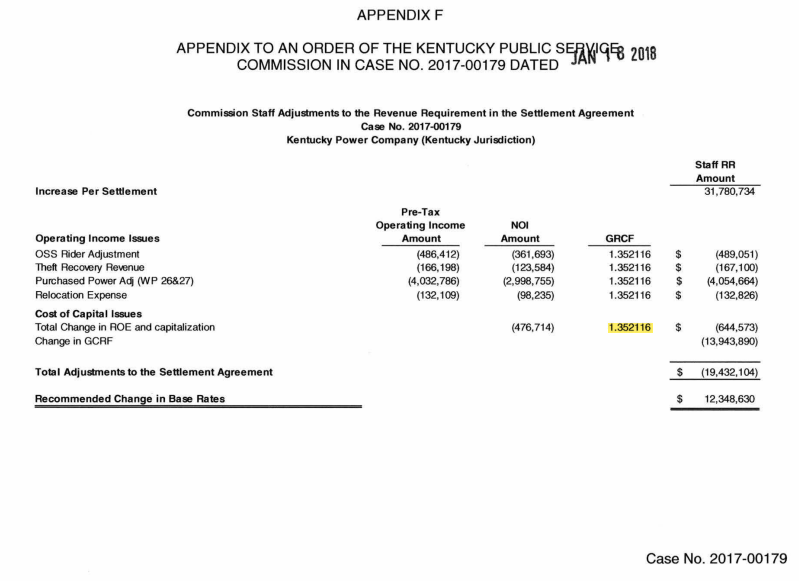 APPENDIX F
APPENDIX TO AN ORDER OF THE KENTUCKY PUBLIC SERVICE
COMMISSION IN CASE NO. 2017-00179 DATED JAN 18 2018
Commission Staff Adjustments to the Revenue Requirement in the Settlement Agreement
Case No. 2017-00179
Kentucky Power Company (Kentucky Jurisdiction)
Staff RR
Amount
Increase Per Settlement 31,780,734
Pre-Tax
Operating Income NOI
Operating Income Issues Amount Amount GRCF
OSS Rider Adjustment (486,412) (361,693) 1.352116 $ (489,051)
Theft Recovery Revenue (166,198) (123,584) 1.352116 $ (167,100)
Purchased Power Adj (WP 26&27) (4,032,786) (2,998,755) 1.352116 $ (4,054,664)
Relocation Expense (132,109) (98,235) 1.352116 $ (132,826)
Cost of Capital Issues
Total Change in ROE and capitalization (476,714) 1.352116 $ (644,573)
Change in GCRF (13,943,890)
Total Adjustments to the Settlement Agreement $ (19,432,104)
Recommended Change in Base Rates $ 12,348,630
Case No. 2017-00179